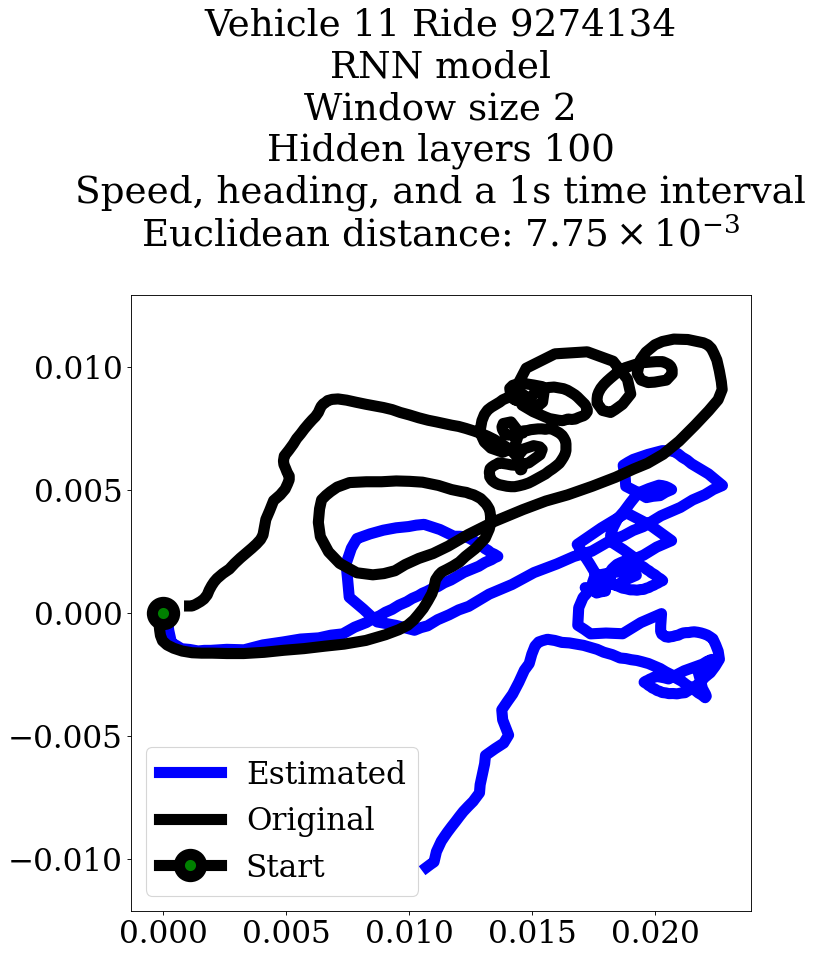 Vehicle 11 Ride 9274134
RNN model
Window size 2
Hidden layers 100
Speed, heading, and a 1s time interval
Euclidean distance: 7.75 × 10⁻³
0.010
0.005
0.000
−0.005
−0.010
Estimated
Original
Start
0.000 0.005 0.010 0.015 0.020